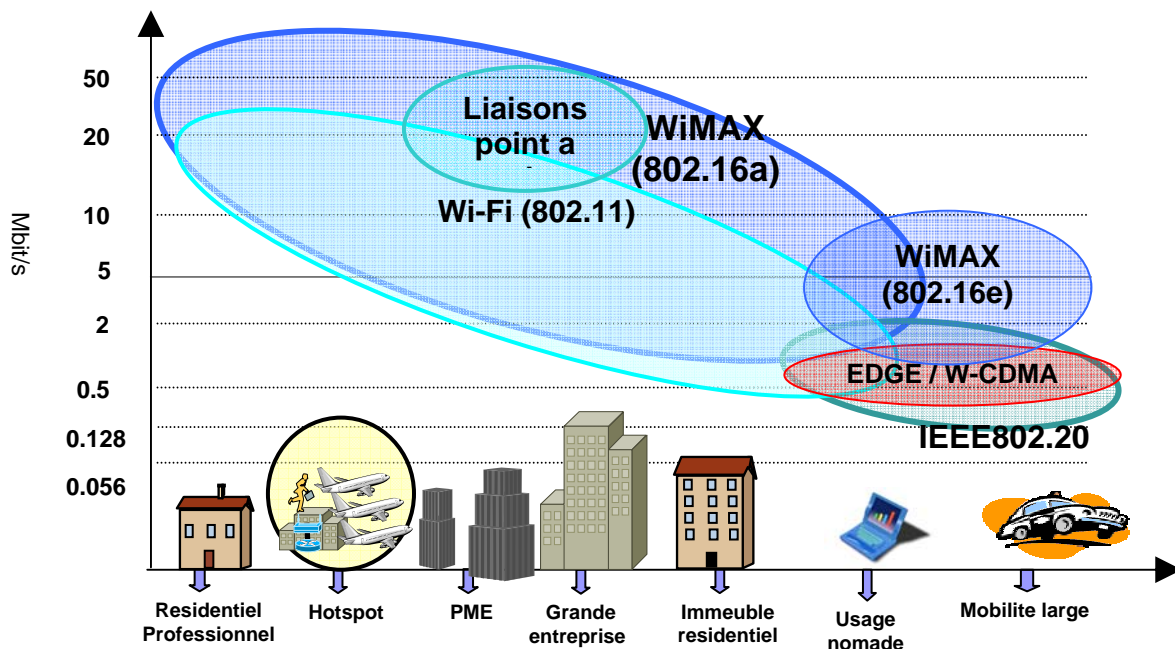 50
20
10
5
2
0.5
0.128
0.056
Mbit/s
Liaisons
point a
WiMAX
(802.16a)
Wi-Fi (802.11)
WiMAX
(802.16e)
EDGE / W-CDMA
IEEE802.20
Residentiel
Professionnel
Hotspot
PME
Grande
entreprise
Immeuble
residentiel
Usage
nomade
Mobilite large